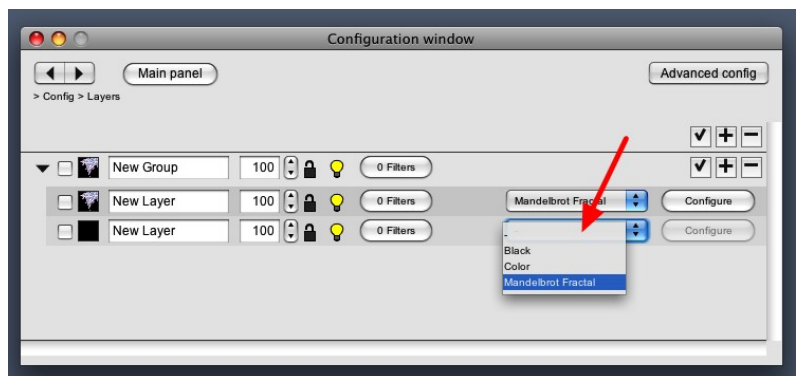 Configuration window
Main panel
Advanced config
> Config > Layers
New Group 100 0 Filters
New Layer 100 0 Filters Mandelbrot Fractal Configure
New Layer 100 0 Filters - Configure
Black
Color
Mandelbrot Fractal